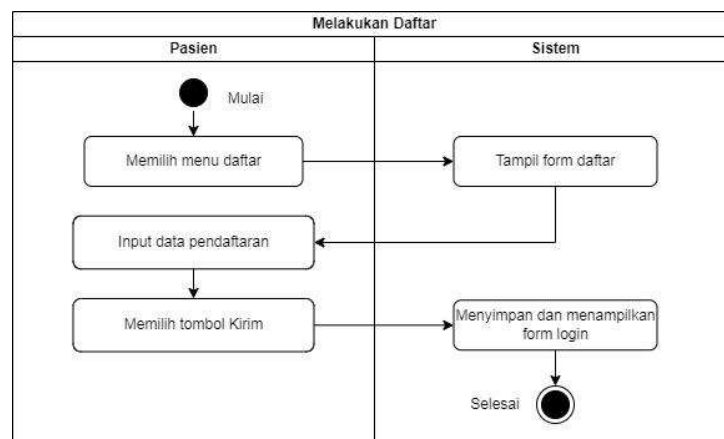 Melakukan Daftar
Pasien
Sistem
Mulai
Memilih menu daftar
Tampil form daftar
Input data pendaftaran
Memilih tombol Kirim
Menyimpan dan menampilkan
form login
Selesai